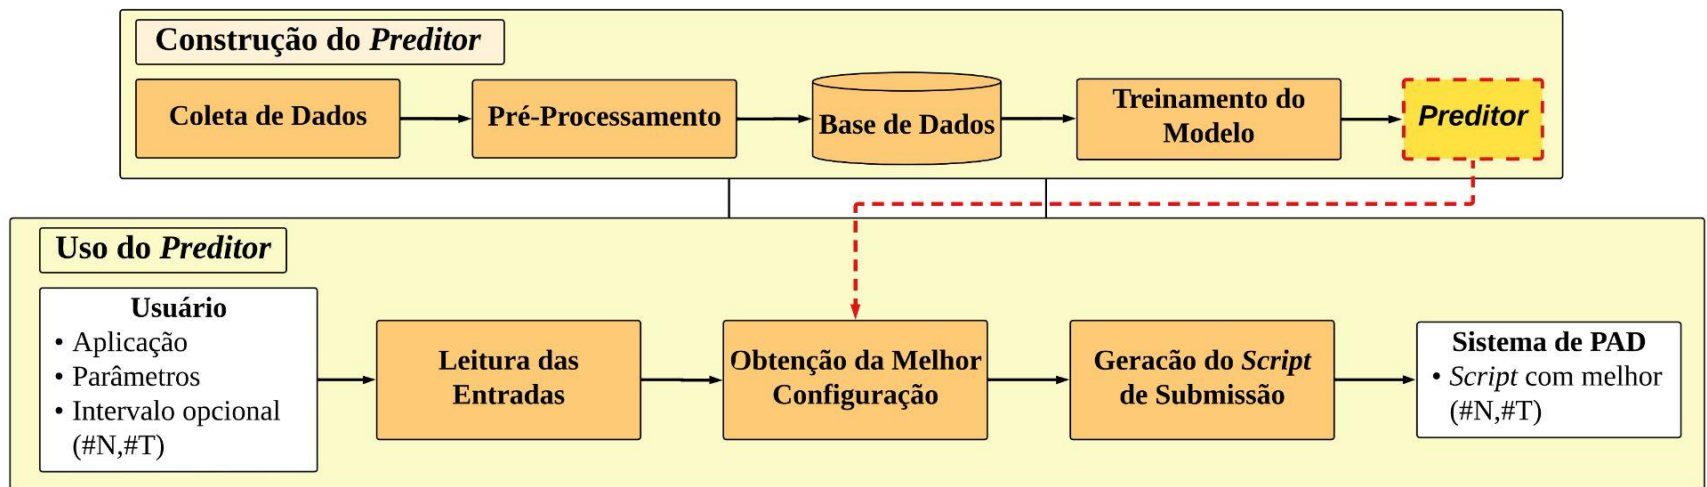 Construção do Preditor
Coleta de Dados
Pré-Processamento
Base de Dados
Treinamento do
Modelo
Preditor
Uso do Preditor
Usuário
• Aplicação
• Parâmetros
• Intervalo opcional
(#N,#T)
Leitura das
Entradas
Obtenção da Melhor
Configuração
Geracão do Script
de Submissão
Sistema de PAD
• Script com melhor
(#N,#T)